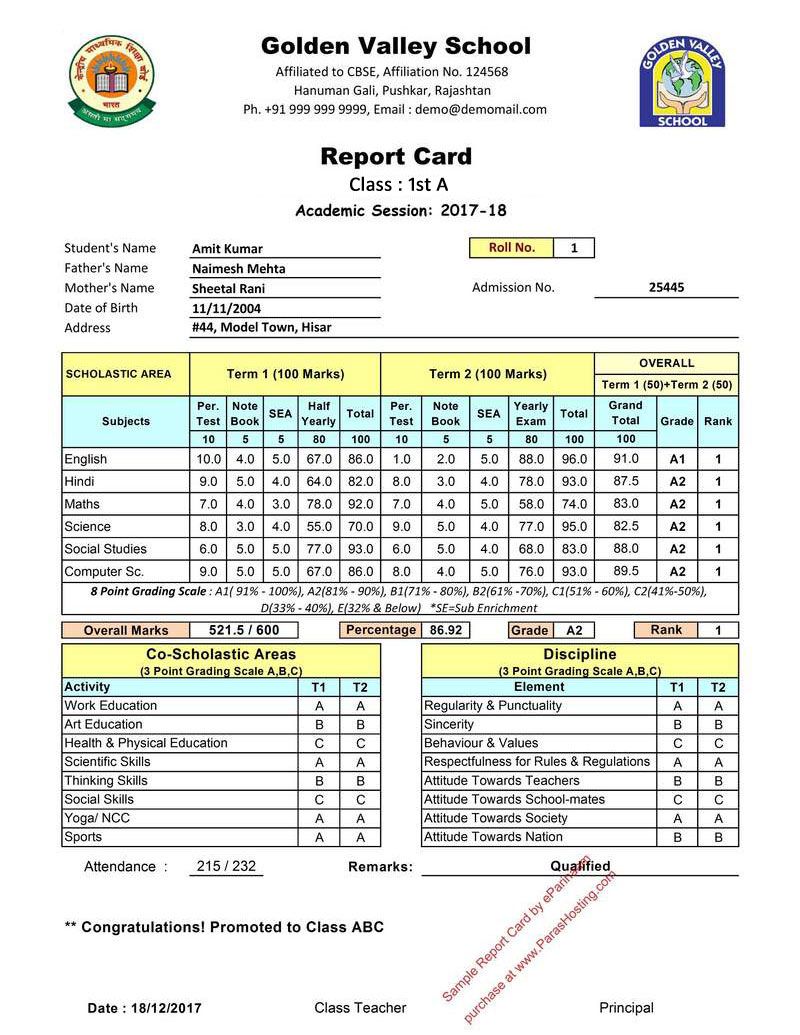 केन्द्रीय माध्यमिक शिक्षा बोर्ड
भारत
असतो मा सद्गमय
Golden Valley School
Affiliated to CBSE, Affiliation No. 124568
Hanuman Gali, Pushkar, Rajashtan
Ph. +91 999 999 9999, Email : demo@demomail.com
GOLDEN VALLEY
SCHOOL
Report Card
Class : 1st A
Academic Session: 2017-18
Student's Name Amit Kumar Roll No. 1
Father's Name Naimesh Mehta
Mother's Name Sheetal Rani Admission No. 25445
Date of Birth 11/11/2004
Address #44, Model Town, Hisar
SCHOLASTIC AREA Term 1 (100 Marks) Term 2 (100 Marks) OVERALL
Term 1 (50)+Term 2 (50)
Subjects Per. Test Note Book SEA Half Yearly Total Per. Test Note Book SEA Yearly Exam Total Grand Total Grade Rank
10 5 5 80 100 10 5 5 80 100 100
English 10.0 4.0 5.0 67.0 86.0 1.0 2.0 5.0 88.0 96.0 91.0 A1 1
Hindi 9.0 5.0 4.0 64.0 82.0 8.0 3.0 4.0 78.0 93.0 87.5 A2 1
Maths 7.0 4.0 3.0 78.0 92.0 7.0 4.0 5.0 58.0 74.0 83.0 A2 1
Science 8.0 3.0 4.0 55.0 70.0 9.0 5.0 4.0 77.0 95.0 82.5 A2 1
Social Studies 6.0 5.0 5.0 77.0 93.0 6.0 5.0 4.0 68.0 83.0 88.0 A2 1
Computer Sc. 9.0 5.0 5.0 67.0 86.0 8.0 4.0 5.0 76.0 93.0 89.5 A2 1
8 Point Grading Scale : A1( 91% - 100%), A2(81% - 90%), B1(71% - 80%), B2(61% -70%), C1(51% - 60%), C2(41%-50%),
D(33% - 40%), E(32% & Below) *SE=Sub Enrichment
Overall Marks 521.5 / 600 Percentage 86.92 Grade A2 Rank 1
Co-Scholastic Areas Discipline
(3 Point Grading Scale A,B,C) (3 Point Grading Scale A,B,C)
Activity T1 T2 Element T1 T2
Work Education A A Regularity & Punctuality A A
Art Education B B Sincerity B B
Health & Physical Education C C Behaviour & Values C C
Scientific Skills A A Respectfulness for Rules & Regulations A A
Thinking Skills B B Attitude Towards Teachers B B
Social Skills C C Attitude Towards School-mates C C
Yoga/ NCC A A Attitude Towards Society A A
Sports A A Attitude Towards Nation B B
Attendance : 215 / 232 Remarks: Qualified
** Congratulations! Promoted to Class ABC
Sample Report Card by
purchase at www.ParasHosting.com
Date : 18/12/2017 Class Teacher Principal